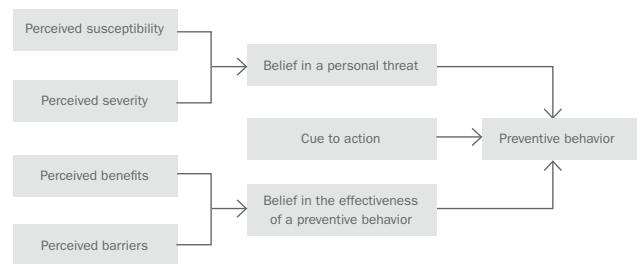 Perceived susceptibility
Belief in a personal threat
Perceived severity
Cue to action
Preventive behavior
Perceived benefits
Belief in the effectiveness
of a preventive behavior
Perceived barriers